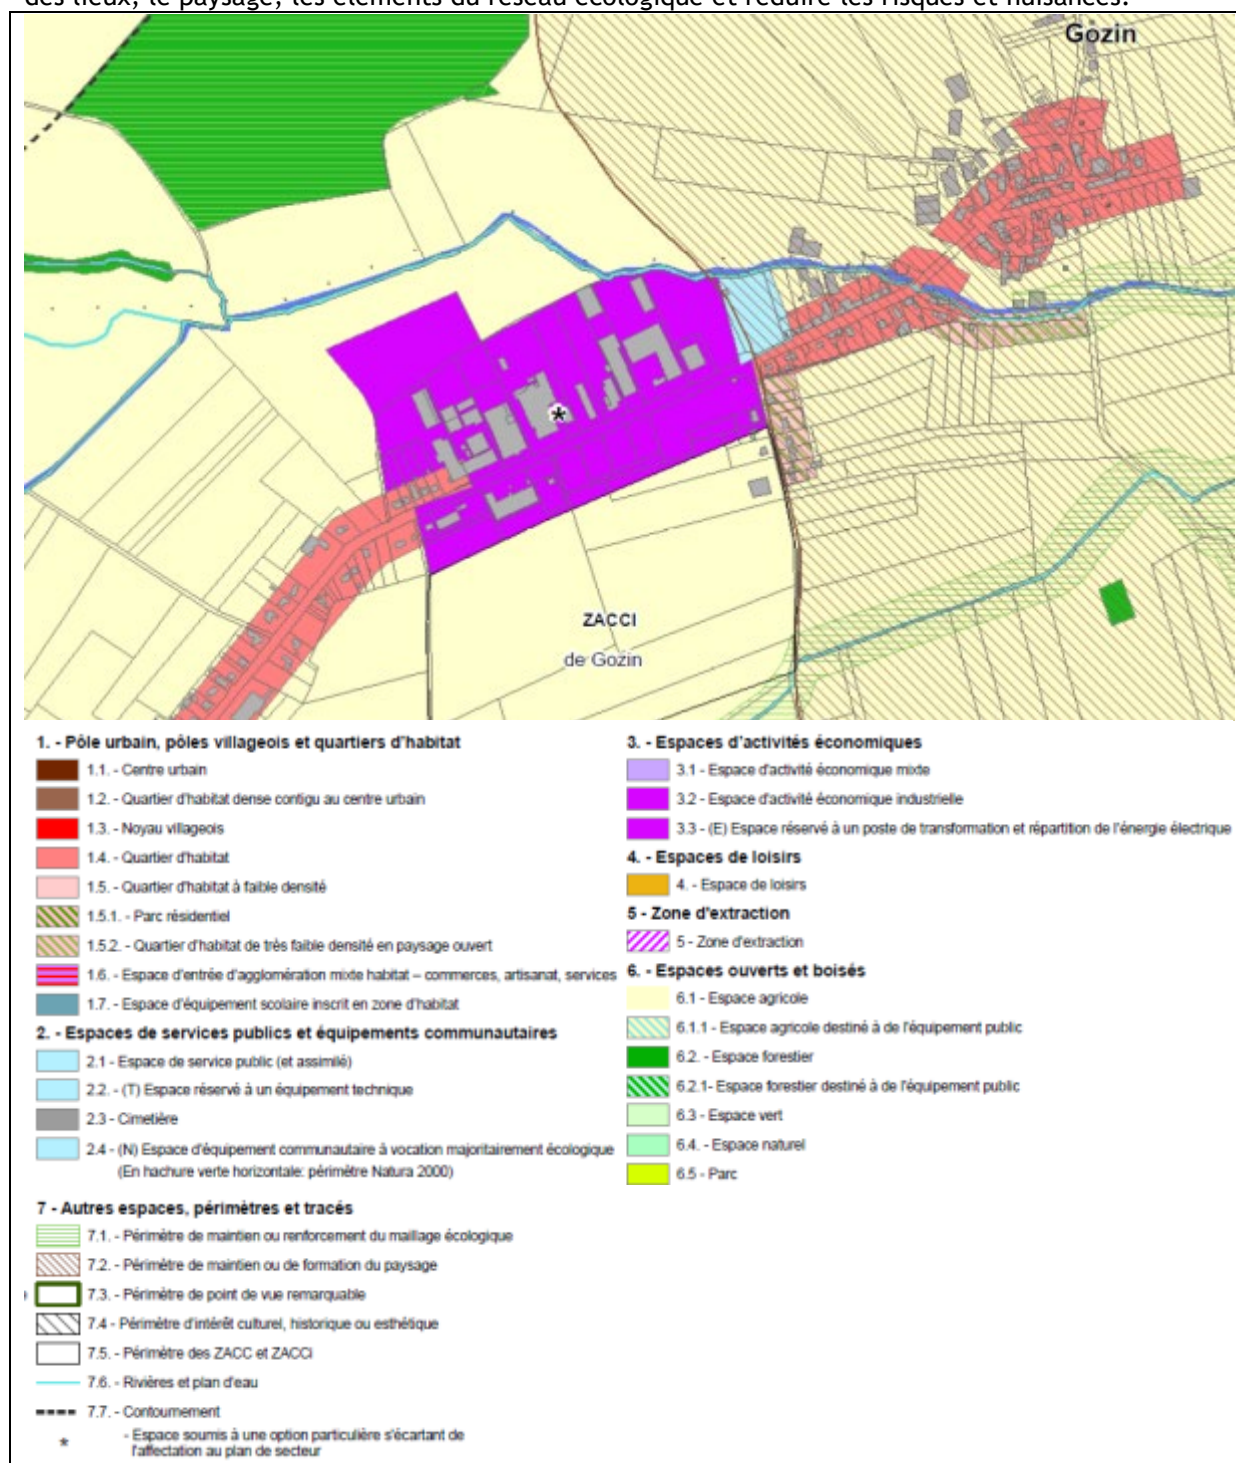 des lieux, le paysage, les éléments du réseau écologique et réduire les risques et nuisances.
Gozin
*
ZACCI
de Gozin
1. - Pôle urbain, pôles villageois et quartiers d'habitat
1.1. - Centre urbain
1.2. - Quartier d'habitat dense contigu au centre urbain
1.3. - Noyau villageois
1.4. - Quartier d'habitat
1.5. - Quartier d'habitat à faible densité
1.5.1. - Parc résidentiel
1.5.2. - Quartier d'habitat de très faible densité en paysage ouvert
1.6. - Espace d'entrée d'agglomération mixte habitat – commerces, artisanat, services
1.7. - Espace d'équipement scolaire inscrit en zone d'habitat
2. - Espaces de services publics et équipements communautaires
2.1 - Espace de service public (et assimilé)
2.2. - (T) Espace réservé à un équipement technique
2.3 - Cimetière
2.4 - (N) Espace d'équipement communautaire à vocation majoritairement écologique
(En hachure verte horizontale: périmètre Natura 2000)
3. - Espaces d'activités économiques
3.1 - Espace d'activité économique mixte
3.2 - Espace d'activité économique industrielle
3.3 - (E) Espace réservé à un poste de transformation et répartition de l'énergie électrique
4. - Espaces de loisirs
4. - Espace de loisirs
5 - Zone d'extraction
5 - Zone d'extraction
6. - Espaces ouverts et boisés
6.1 - Espace agricole
6.1.1 - Espace agricole destiné à de l'équipement public
6.2. - Espace forestier
6.2.1- Espace forestier destiné à de l'équipement public
6.3 - Espace vert
6.4. - Espace naturel
6.5 - Parc
7 - Autres espaces, périmètres et tracés
7.1. - Périmètre de maintien ou renforcement du maillage écologique
7.2. - Périmètre de maintien ou de formation du paysage
7.3. - Périmètre de point de vue remarquable
7.4 - Périmètre d'intérêt culturel, historique ou esthétique
7.5. - Périmètre des ZACC et ZACCI
7.6. - Rivières et plan d'eau
7.7. - Contournement
* - Espace soumis à une option particulière s'écartant de
l'affectation au plan de secteur